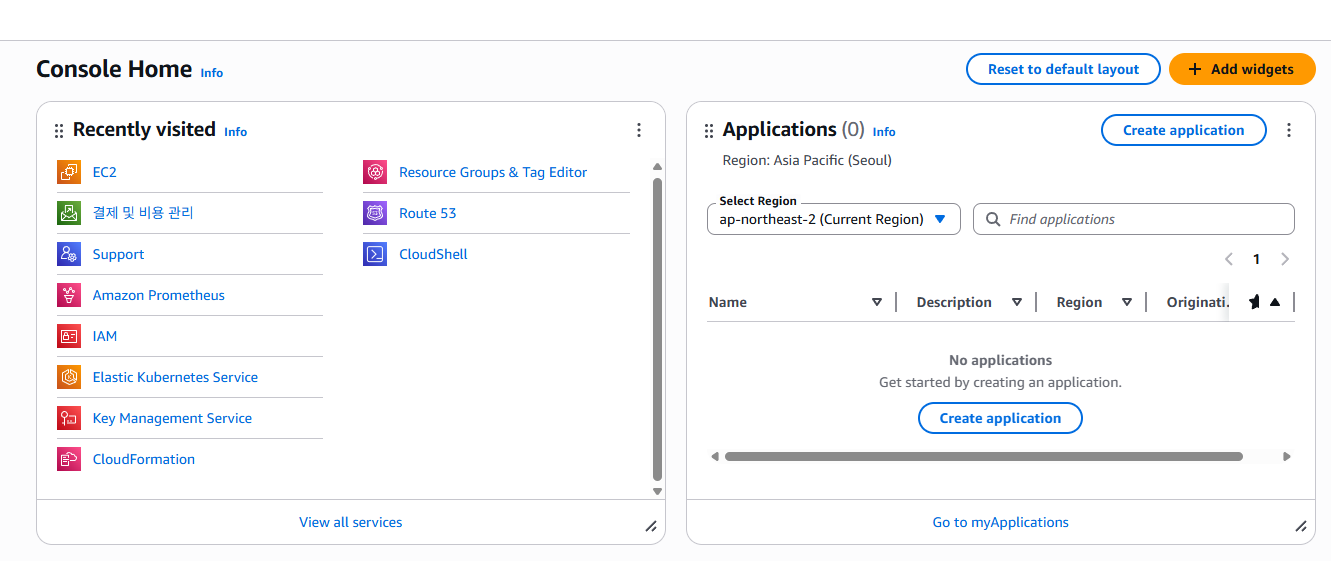 Console Home Info
Reset to default layout
+ Add widgets
Recently visited Info
EC2
결제 및 비용 관리
Support
Amazon Prometheus
IAM
Elastic Kubernetes Service
Key Management Service
CloudFormation
Resource Groups & Tag Editor
Route 53
CloudShell
View all services
Applications (0) Info
Create application
Region: Asia Pacific (Seoul)
Select Region
ap-northeast-2 (Current Region)
Find applications
1
Name Description Region Originati.
No applications
Get started by creating an application.
Create application
Go to myApplications